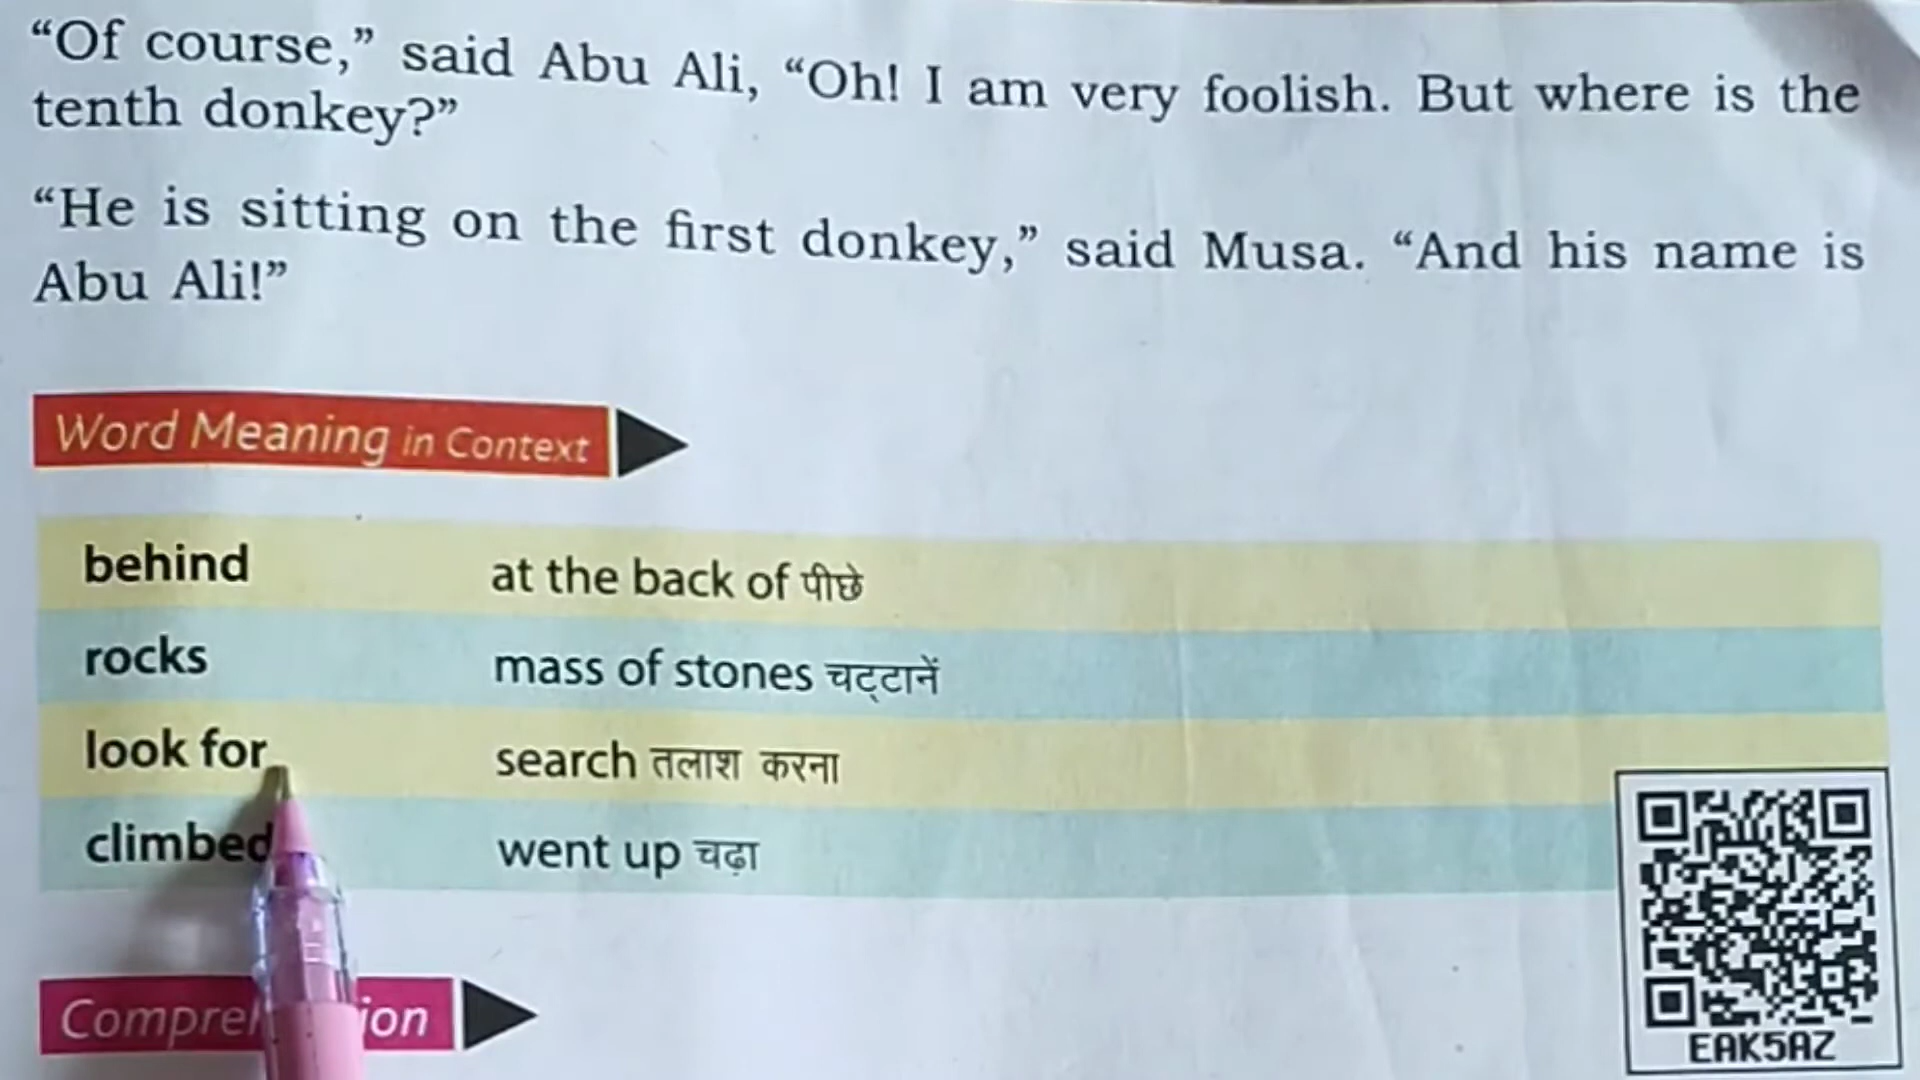 “Of course,” said Abu Ali, “Oh! I am very foolish. But where is the
tenth donkey?”
“He is sitting on the first donkey,” said Musa. “And his name is
Abu Ali!”
Word Meaning in Context
behind at the back of पीछे
rocks mass of stones चट्टानें
look for search तलाश करना
climbed went up चढ़ा
EAK5AZ